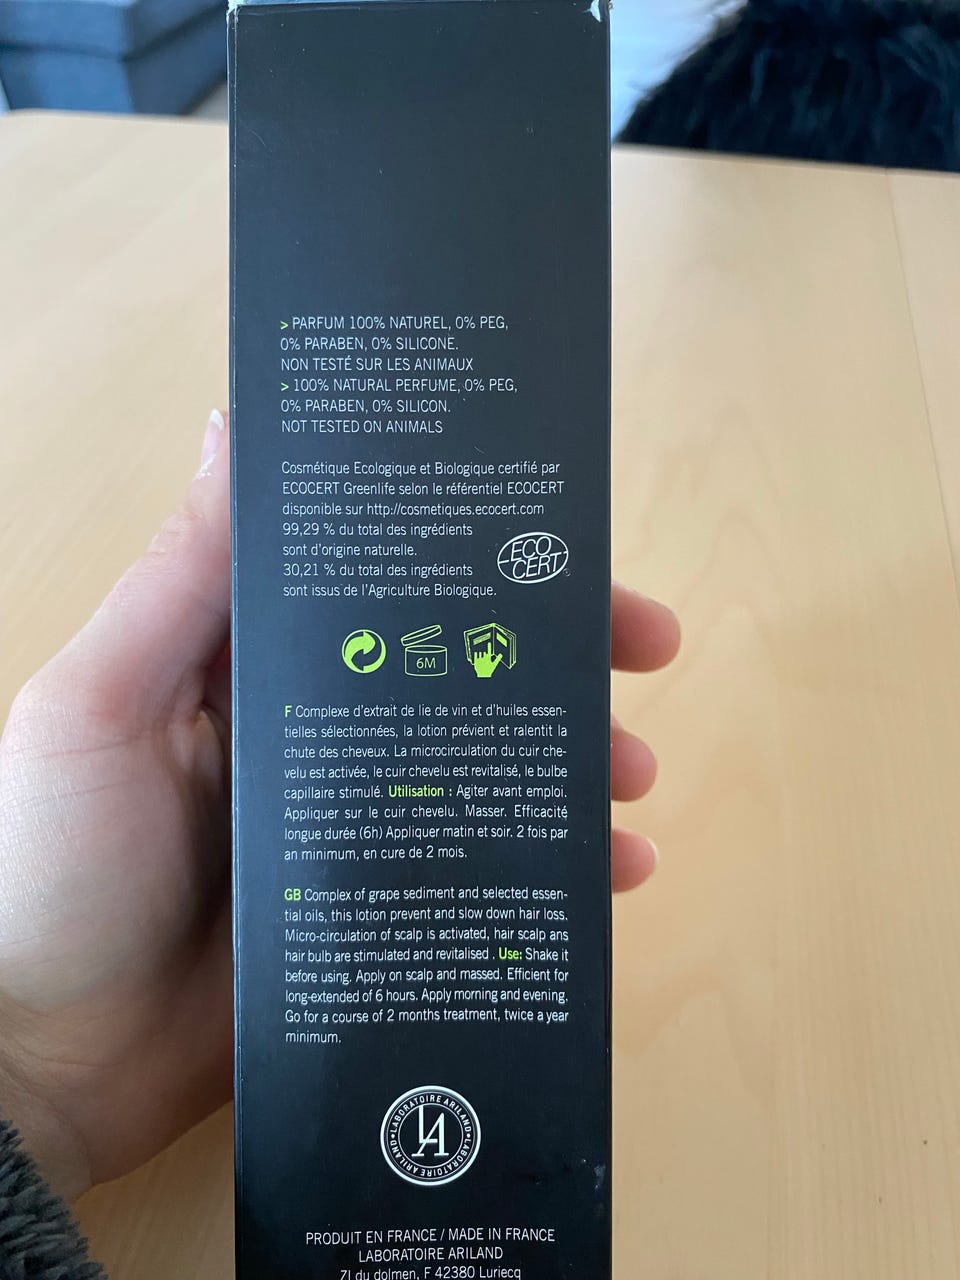 > PARFUM 100% NATUREL, 0% PEG,
0% PARABEN, 0% SILICONE.
NON TESTÉ SUR LES ANIMAUX
> 100% NATURAL PERFUME, 0% PEG,
0% PARABEN, 0% SILICON.
NOT TESTED ON ANIMALS
Cosmétique Ecologique et Biologique certifié par
ECOCERT Greenlife selon le référentiel ECOCERT
disponible sur http://cosmetiques.ecocert.com
99,29 % du total des ingrédients
sont d'origine naturelle.
30,21 % du total des ingrédients
sont issus de l'Agriculture Biologique.
ECO
CERT
6M
F Complexe d'extrait de lie de vin et d'huiles essen-
tielles sélectionnées, la lotion prévient et ralentit la
chute des cheveux. La microcirculation du cuir che-
velu est activée, le cuir chevelu est revitalisé, le bulbe
capillaire stimulé. Utilisation : Agiter avant emploi.
Appliquer sur le cuir chevelu. Masser. Efficacité
longue durée (6h) Appliquer matin et soir. 2 fois par
an minimum, en cure de 2 mois.
GB Complex of grape sediment and selected essen-
tial oils, this lotion prevent and slow down hair loss.
Micro-circulation of scalp is activated, hair scalp ans
hair bulb are stimulated and revitalised . Use: Shake it
before using. Apply on scalp and massed. Efficient for
long-extended of 6 hours. Apply morning and evening.
Go for a course of 2 months treatment, twice a year
minimum.
LABORATOIRE ARILAND • LABORATOIRE ARILAND •
LA
PRODUIT EN FRANCE / MADE IN FRANCE
LABORATOIRE ARILAND
ZI du dolmen, F 42380 Luriecq